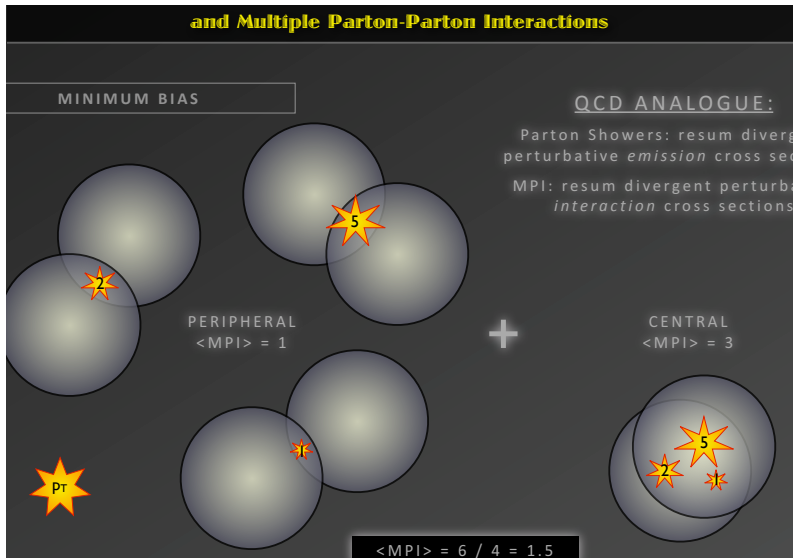 and Multiple Parton-Parton Interactions
MINIMUM BIAS
QCD ANALOGUE:
Parton Showers: resum diverg
perturbative emission cross sec
MPI: resum divergent perturba
interaction cross sections
5
2
PERIPHERAL
<MPI> = 1
+
CENTRAL
<MPI> = 3
5
2
1
1
PT
<MPI> = 6 / 4 = 1.5